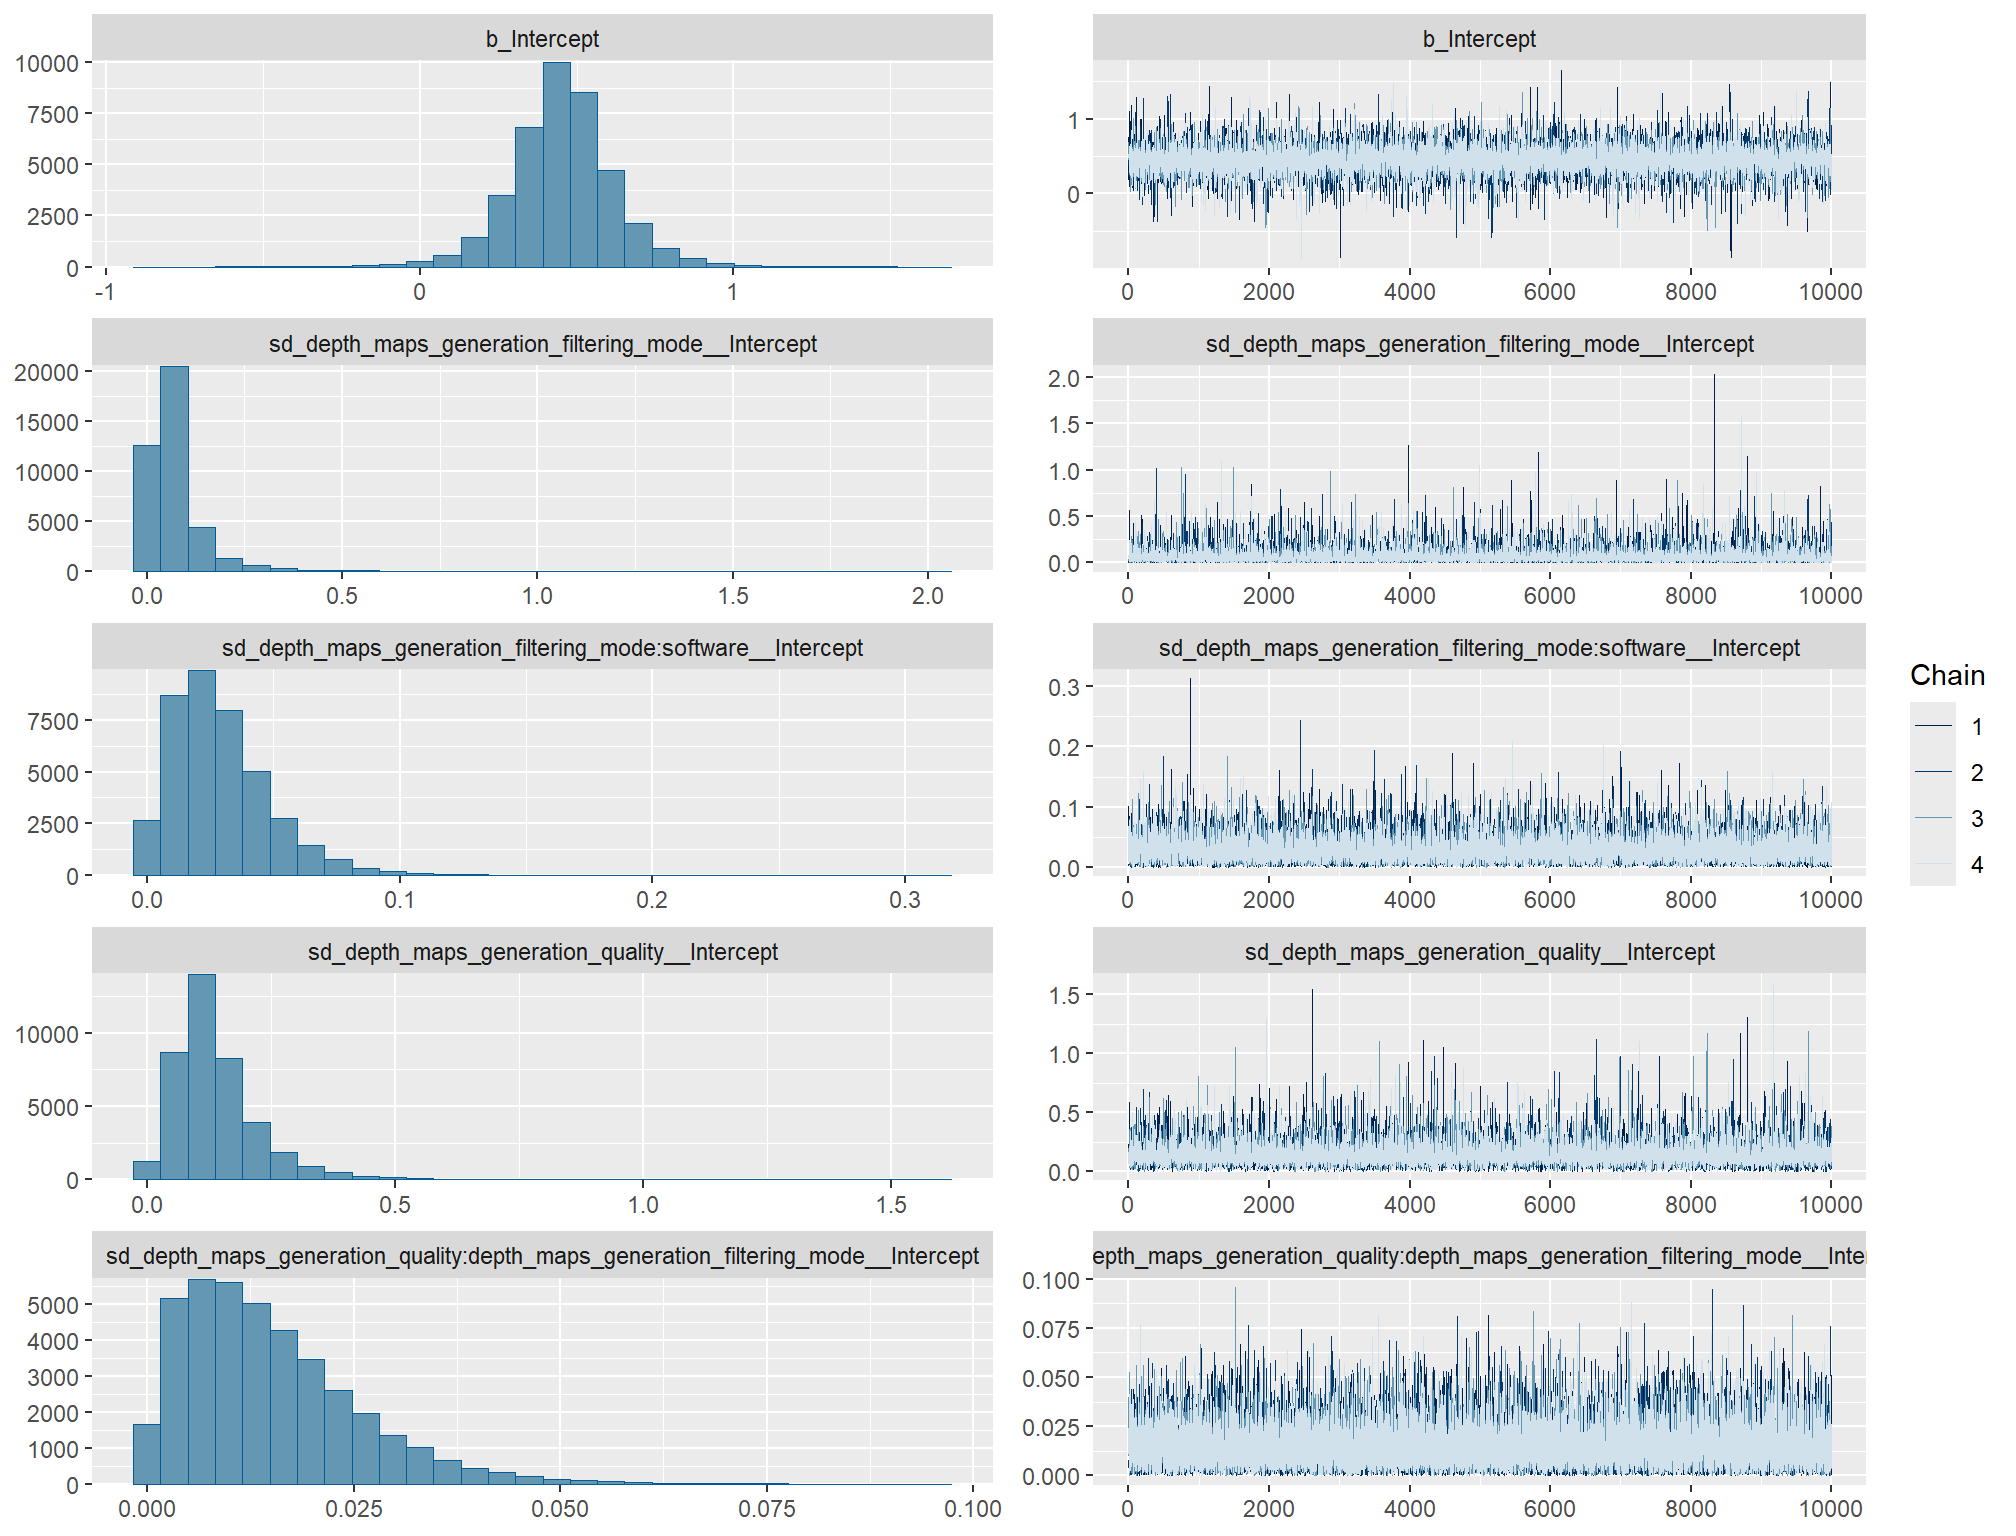 b_Intercept
10000
7500
5000
2500
0
-1 0 1
b_Intercept
1
0
0 2000 4000 6000 8000 10000
sd_depth_maps_generation_filtering_mode__Intercept
20000
15000
10000
5000
0
0.0 0.5 1.0 1.5 2.0
sd_depth_maps_generation_filtering_mode__Intercept
2.0
1.5
1.0
0.5
0.0
0 2000 4000 6000 8000 10000
sd_depth_maps_generation_filtering_mode:software__Intercept
7500
5000
2500
0
0.0 0.1 0.2 0.3
sd_depth_maps_generation_filtering_mode:software__Intercept
0.3
0.2
0.1
0.0
0 2000 4000 6000 8000 10000
sd_depth_maps_generation_quality__Intercept
10000
5000
0
0.0 0.5 1.0 1.5
sd_depth_maps_generation_quality__Intercept
1.5
1.0
0.5
0.0
0 2000 4000 6000 8000 10000
sd_depth_maps_generation_quality:depth_maps_generation_filtering_mode__Intercept
5000
4000
3000
2000
1000
0
0.000 0.025 0.050 0.075 0.100
epth_maps_generation_quality:depth_maps_generation_filtering_mode__Inter
0.100
0.075
0.050
0.025
0.000
0 2000 4000 6000 8000 10000
Chain
1
2
3
4